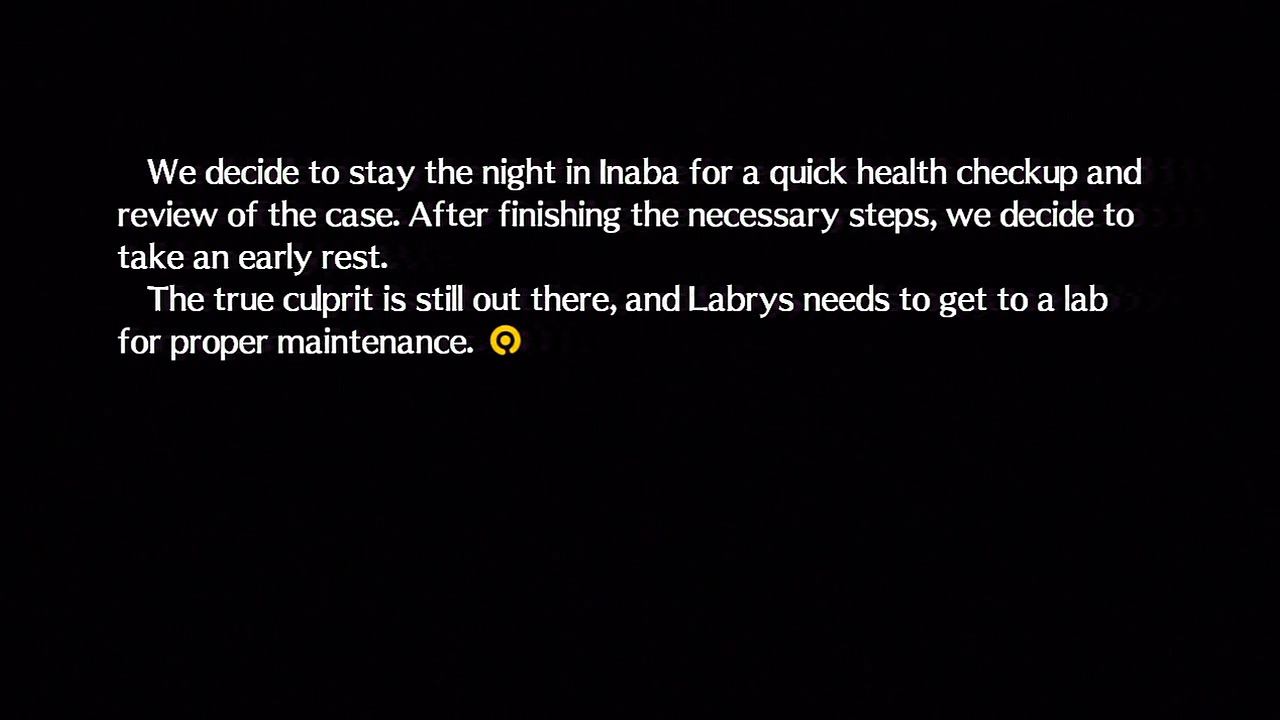 We decide to stay the night in Inaba for a quick health checkup and
review of the case. After finishing the necessary steps, we decide to
take an early rest.
The true culprit is still out there, and Labrys needs to get to a lab
for proper maintenance.